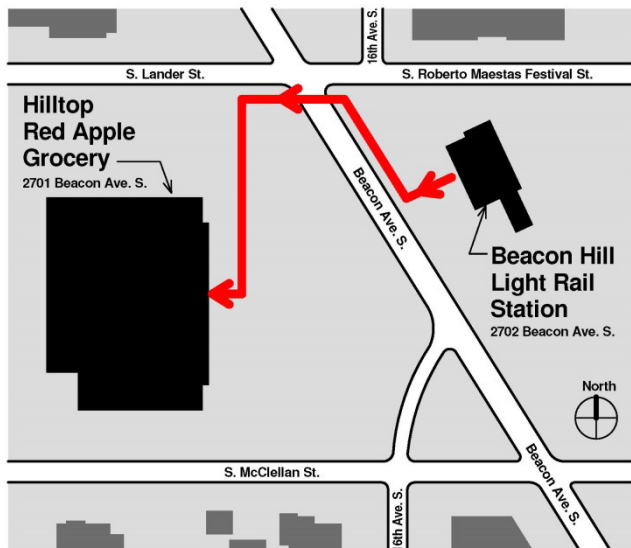 16th Ave. S.
S. Lander St.
S. Roberto Maestas Festival St.
Hilltop
Red Apple
Grocery
2701 Beacon Ave. S.
Beacon Ave. S.
Beacon Hill
Light Rail
Station
2702 Beacon Ave. S.
North
Beacon Ave. S.
S. McClellan St.
16th Ave. S.